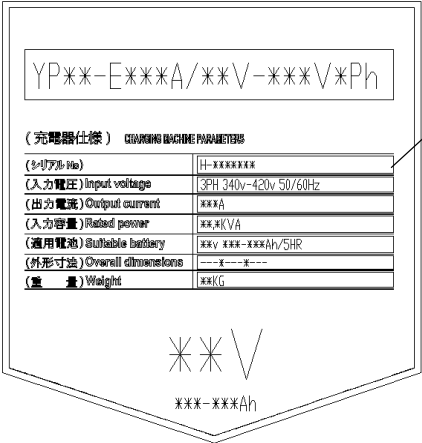 YP**-E***A/**V-***V*Ph
(充電器仕様) CHARGING MACHINE PARAMETERS
(シリアル No) H-*******
(入力電圧) Input voltage 3PH 340v-420v 50/60Hz
(出力電流) Output current ***A
(入力容量) Rated power **.*KVA
(適用電池) Suitable battery **v ***-***Ah/5HR
(外形寸法) Overall dimensions ---*---*---
(重 量) Weight **KG
**V
***-***Ah